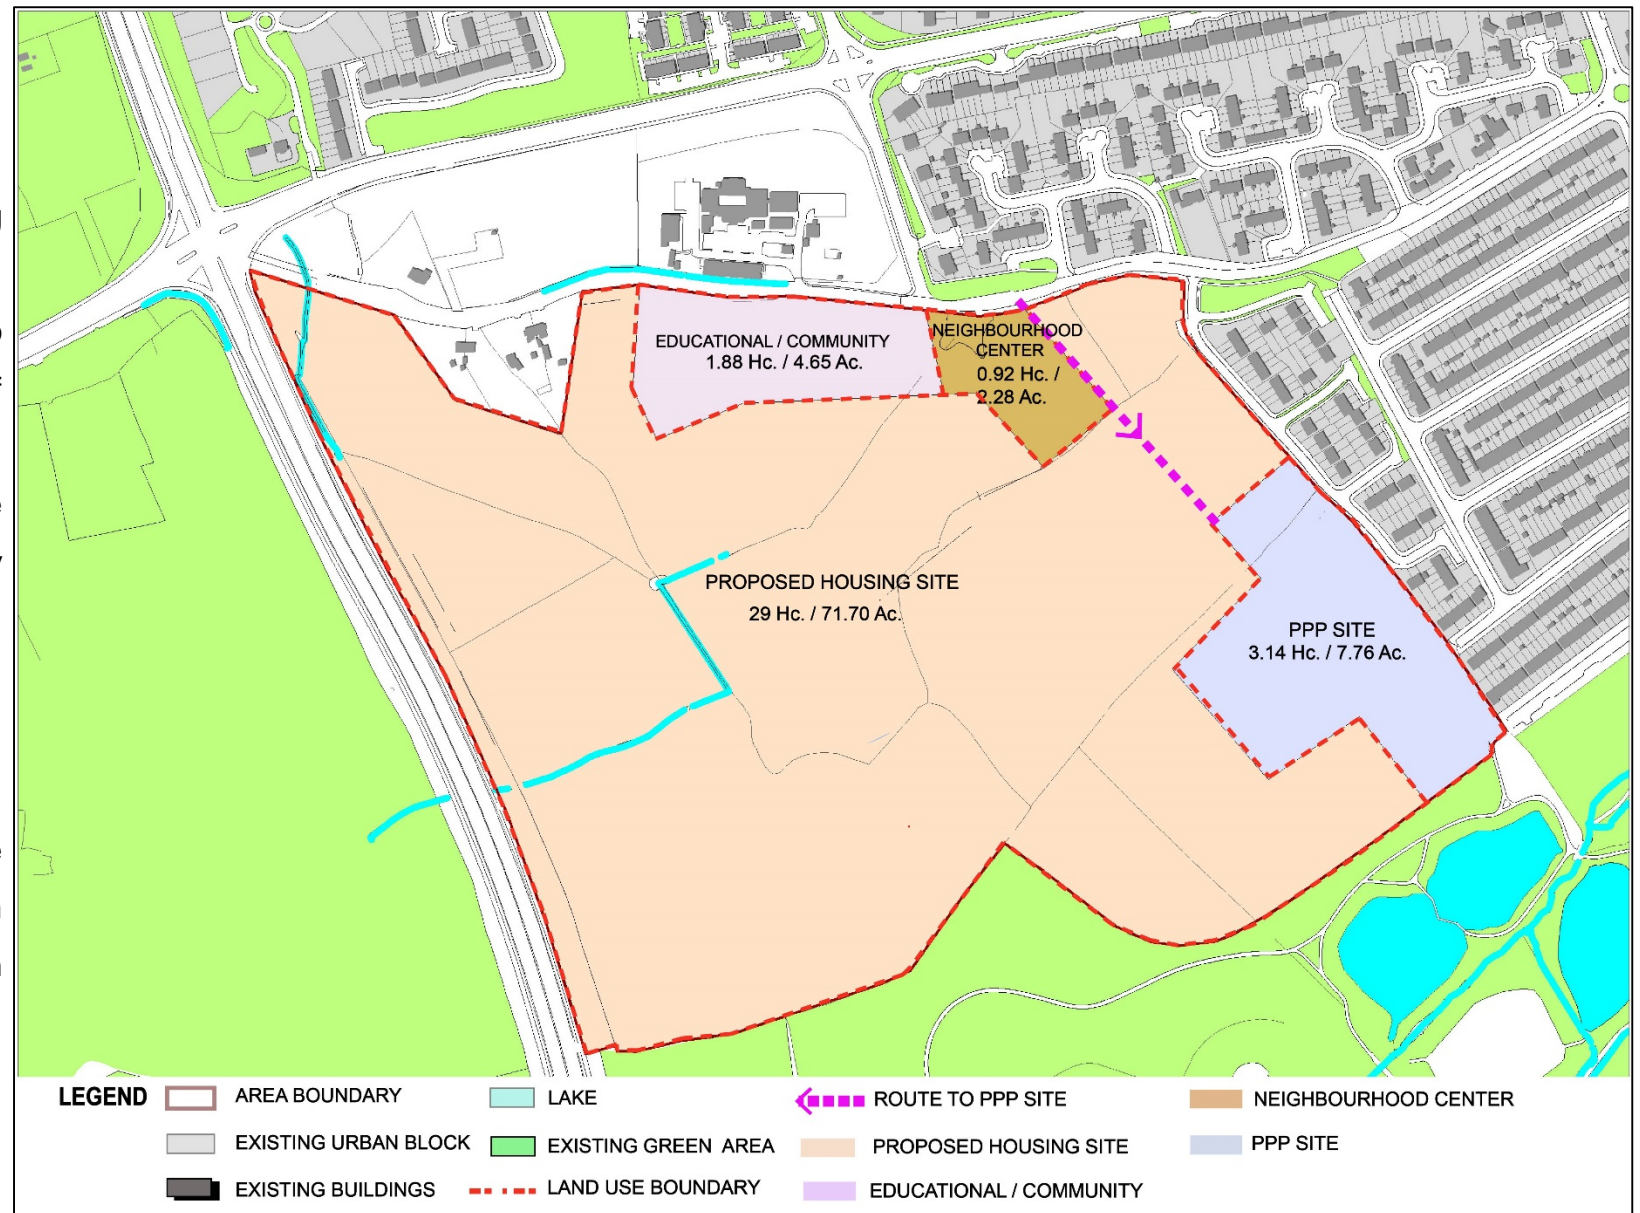 EDUCATIONAL / COMMUNITY
1.88 Hc. / 4.65 Ac.
NEIGHBOURHOOD
CENTER
0.92 Hc. /
2.28 Ac.
PROPOSED HOUSING SITE
29 Hc. / 71.70 Ac.
PPP SITE
3.14 Hc. / 7.76 Ac.
LEGEND
AREA BOUNDARY
LAKE
ROUTE TO PPP SITE
NEIGHBOURHOOD CENTER
EXISTING URBAN BLOCK
EXISTING GREEN AREA
PROPOSED HOUSING SITE
PPP SITE
EXISTING BUILDINGS
LAND USE BOUNDARY
EDUCATIONAL / COMMUNITY